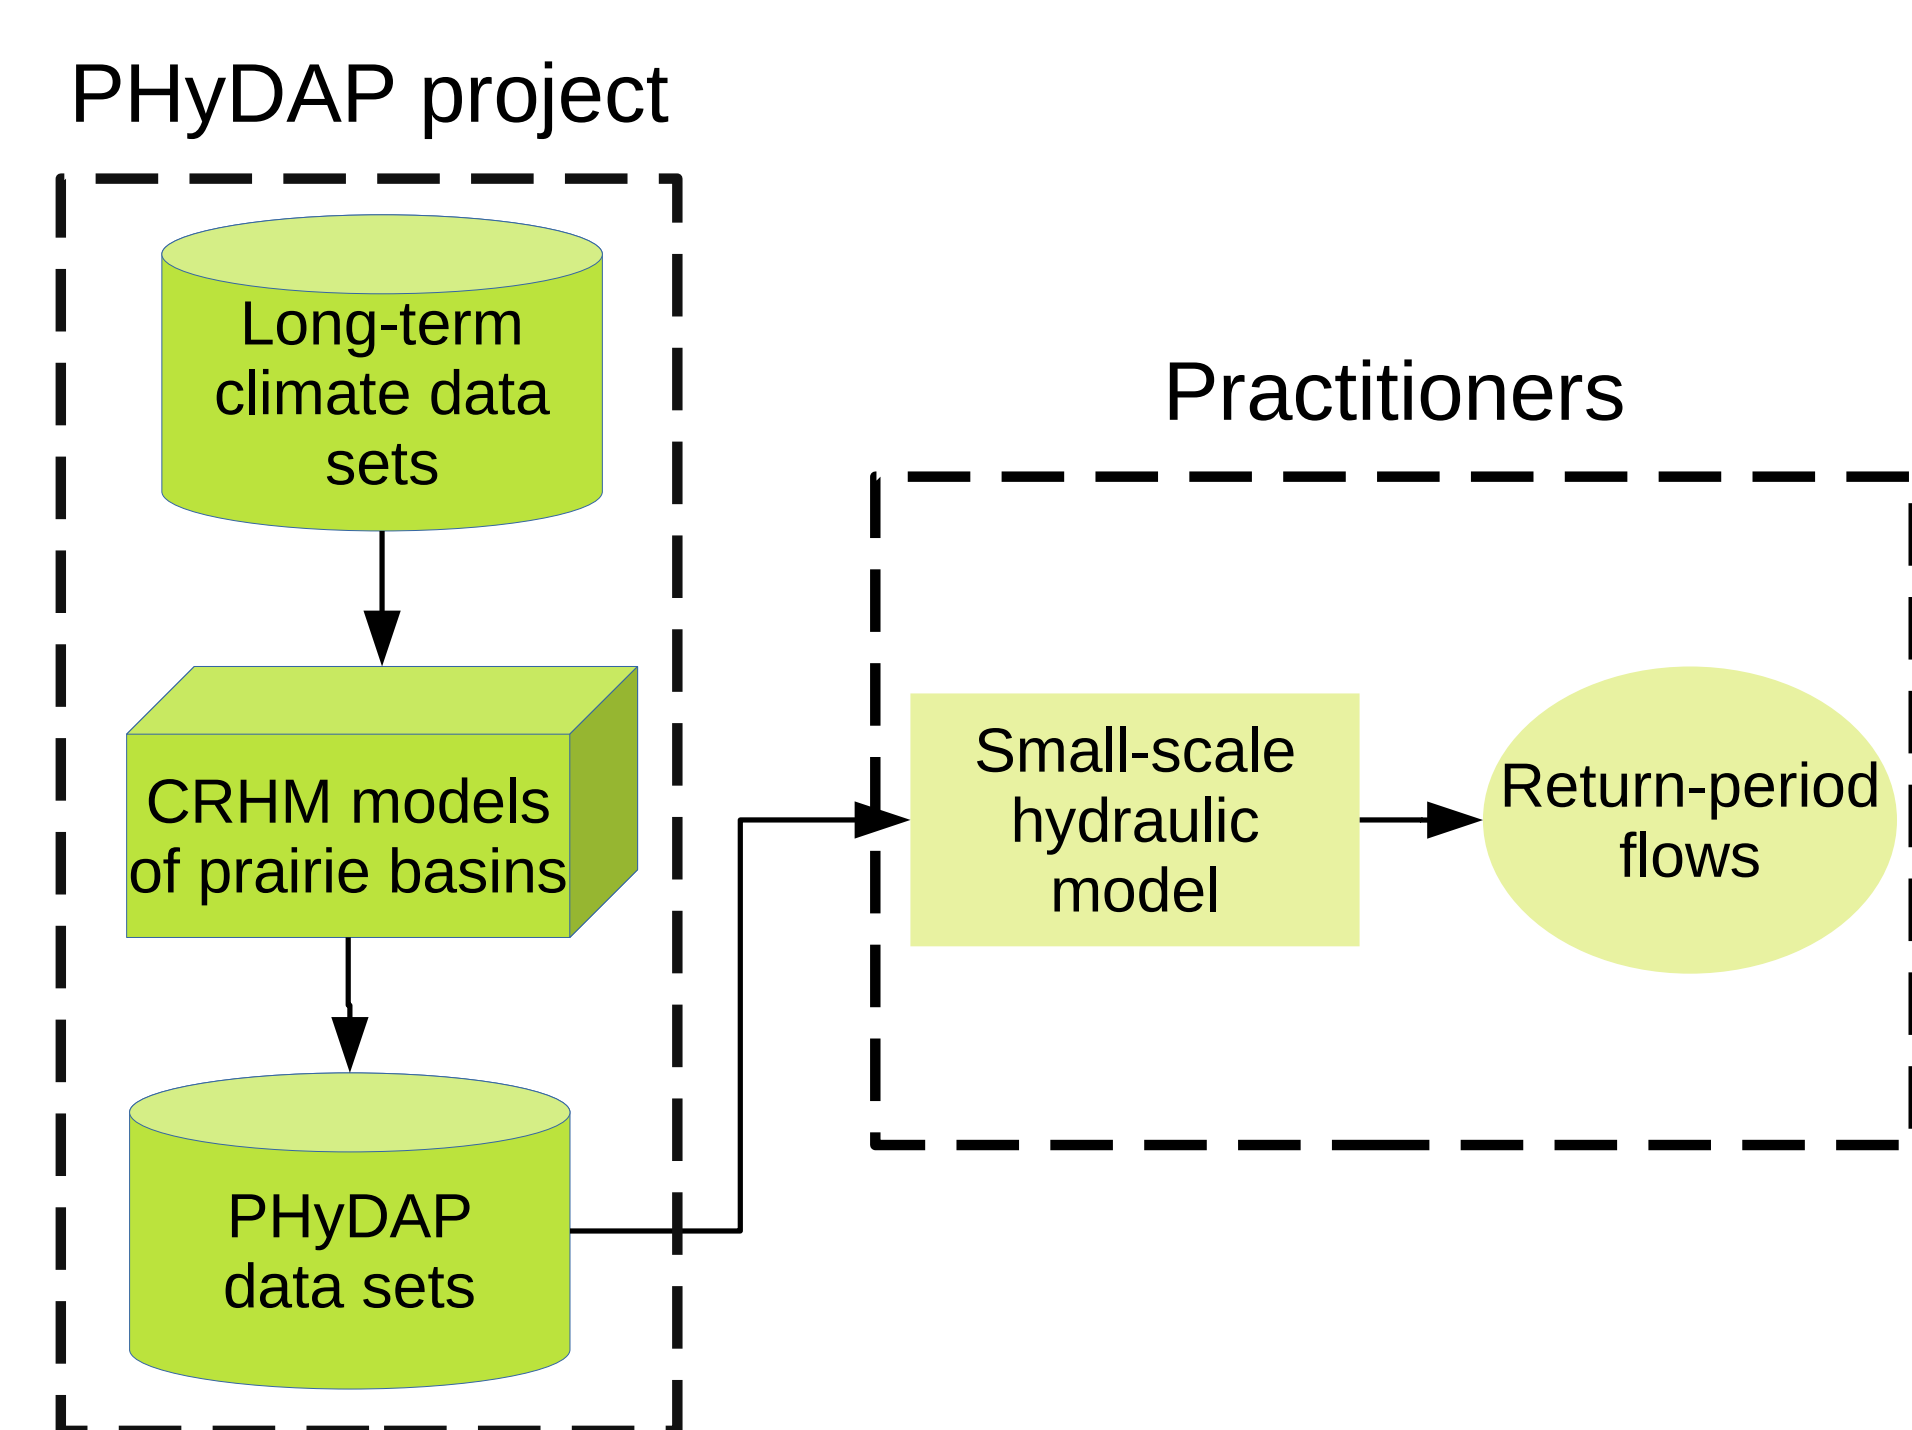 PHyDAP project
Long-term
climate data
sets
CRHM models
of prairie basins
PHyDAP
data sets
Practitioners
Small-scale
hydraulic
model
Return-period
flows